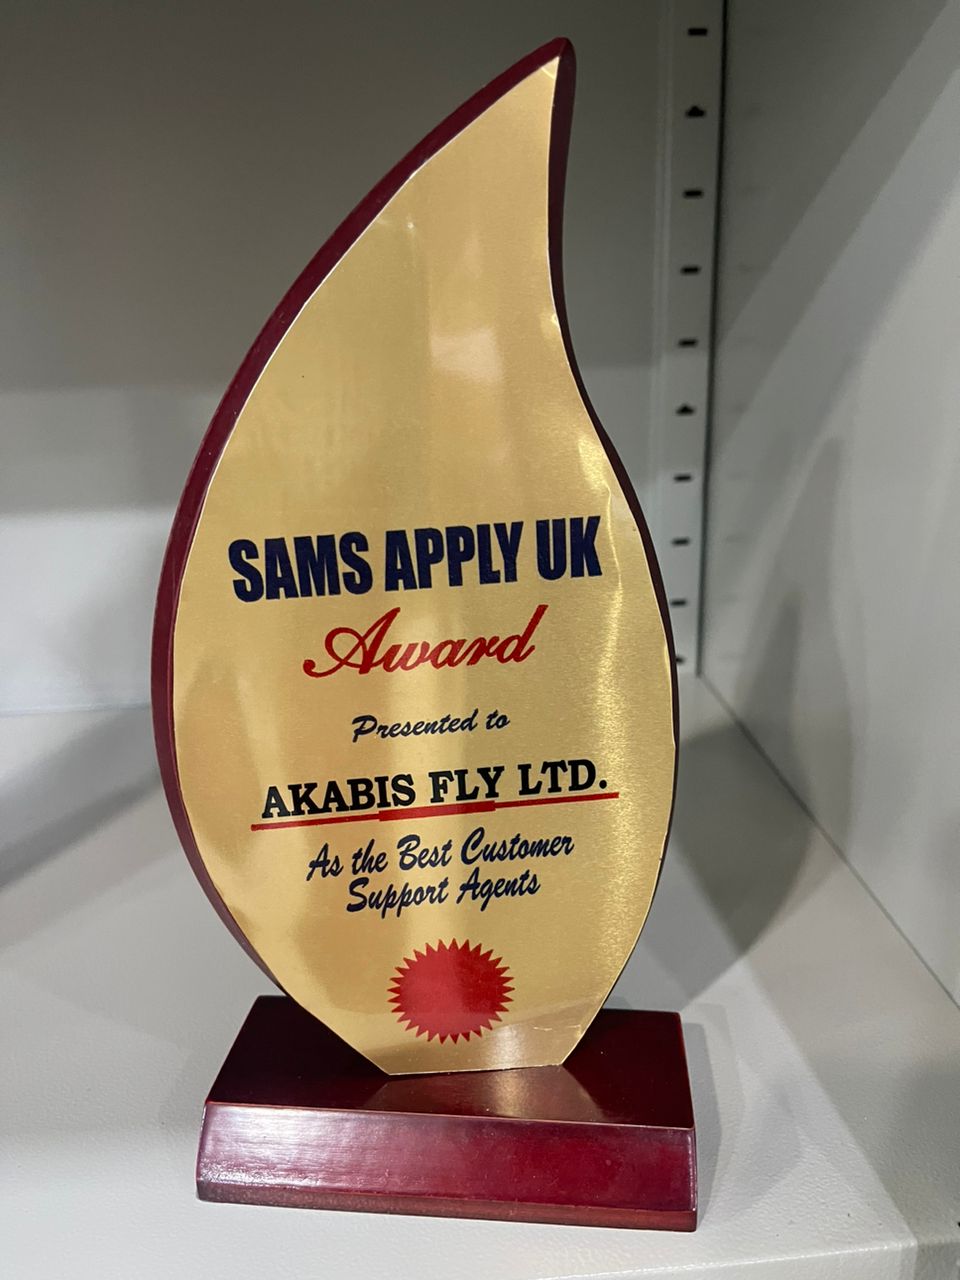 SAMS APPLY UK
Award
Presented to
AKABIS FLY LTD.
As the Best Customer
Support Agents